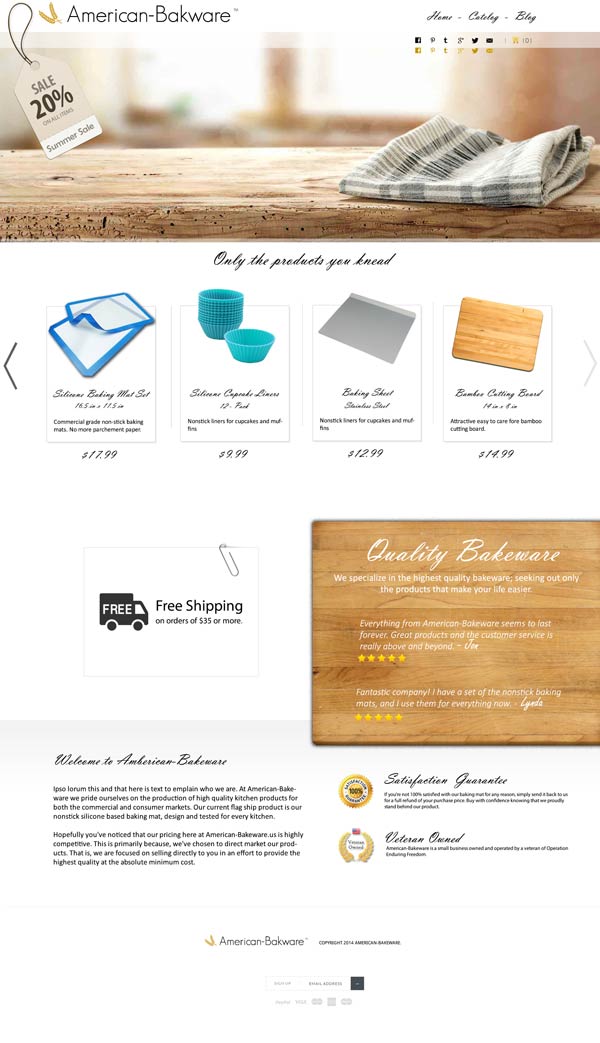 American-Bakware™
Home - Catalog - Blog
(0)
SALE
20%
ON ALL ITEMS
Summer Sale
Only the products you knead
Silicone Baking Mat Set
16.5 in x 11.5 in
Commercial grade non-stick baking
mats. No more parchement paper.
$17.99
Silicone Cupcake Liners
12 - Pack
Nonstick liners for cupcakes and muf-
fins
$9.99
Baking Sheet
Stainless Steel
Nonstick liners for cupcakes and muf-
fins
$12.99
Bamboo Cutting Board
14 in x 8 in
Attractive easy to care fore bamboo
cutting board.
$14.99
FREE
Free Shipping
on orders of $35 or more.
Quality Bakeware
We specialize in the highest quality bakeware; seeking out only
the products that make your life easier.
Everything from American-Bakeware seems to last
forever. Great products and the customer service is
really above and beyond. ~ Jon
Fantastic company! I have a set of the nonstick baking
mats, and I use them for everything now. - Lynda
Welcome to Amberican-Bakeware
Ipso lorum this and that here is text to emplain who we are. At American-Bake-
ware we pride ourselves on the production of high quality kitchen products for
both the commercial and consumer markets. Our current flag ship product is our
nonstick silicone based baking mat, design and tested for every kitchen.
Hopefully you've noticed that our pricing here at American-Bakeware.us is highly
competitive. This is primarily because, we've chosen to direct market our prod-
ucts. That is, we are focused on selling directly to you in an effort to provide the
highest quality at the absolute minimum cost.
100%
Satisfaction Guarantee
If you're not 100% satisfied with our baking mat for any reason, simply send it back to us
for a full refund of your purchase price. Buy with confidence knowing that we proudly
stand behind our product.
Veteran
Owned
Veteran Owned
American-Bakeware is a small business owned and operated by a veteran of Operation
Enduring Freedom.
American-Bakware™ COPYRIGHT 2014 AMERICAN-BAKEWARE.
SIGN UP EMAIL ADDRESS
PayPal VISA